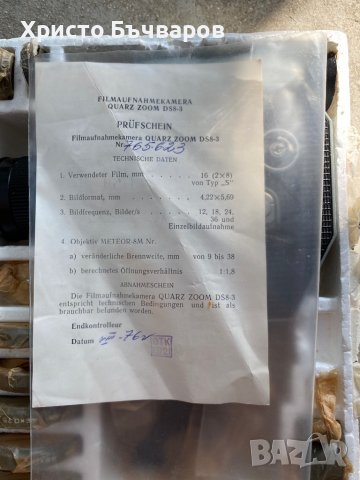 Христо Бъчваров
FILMAUFNAHMEKAMERA
QUARZ ZOOM DS8-3
PRÜFSCHEIN
Filmaufnahmekamera QUARZ ZOOM DS8-3
Nr. 765623
TECHNISCHE DATEN
1. Verwendeter Film, mm 16 (2×8)
von Typ „S“
2. Bildformat, mm 4,22×5,69
3. Bildfrequenz, Bilder/s 12, 18, 24,
36 und
Einzelbildaufnahme
4 Objektiv METEOR-8M Nr.
a) veränderliche Brennweite, mm von 9 bis 38
b) berechnetes Öffnungsverhältnis 1:1,8
ABNAHMESCHEIN
Die Filmaufnahmekamera QUARZ ZOOM DS8-3
entspricht technischen Bedingungen und ist als
brauchbar befunden worden.
Endkontrolleur
Datum -76
BAZAR